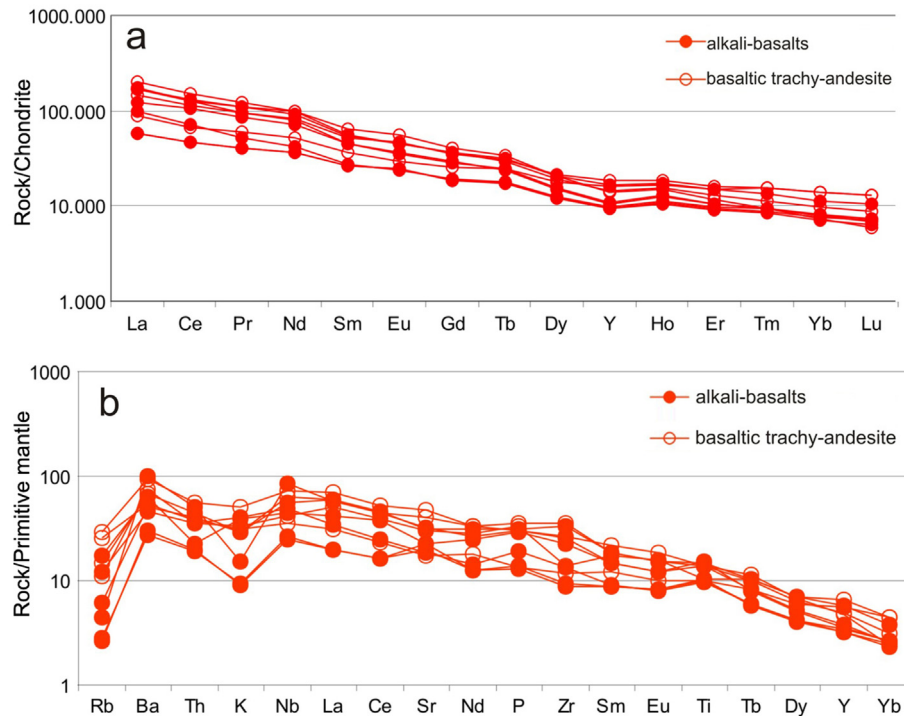 a
Rock/Chondrite
1000.000
100.000
10.000
1.000
alkali-basalts
basaltic trachy-andesite
La Ce Pr Nd Sm Eu Gd Tb Dy Y Ho Er Tm Yb Lu
b
Rock/Primitive mantle
1000
100
10
1
alkali-basalts
basaltic trachy-andesite
Rb Ba Th K Nb La Ce Sr Nd P Zr Sm Eu Ti Tb Dy Y Yb